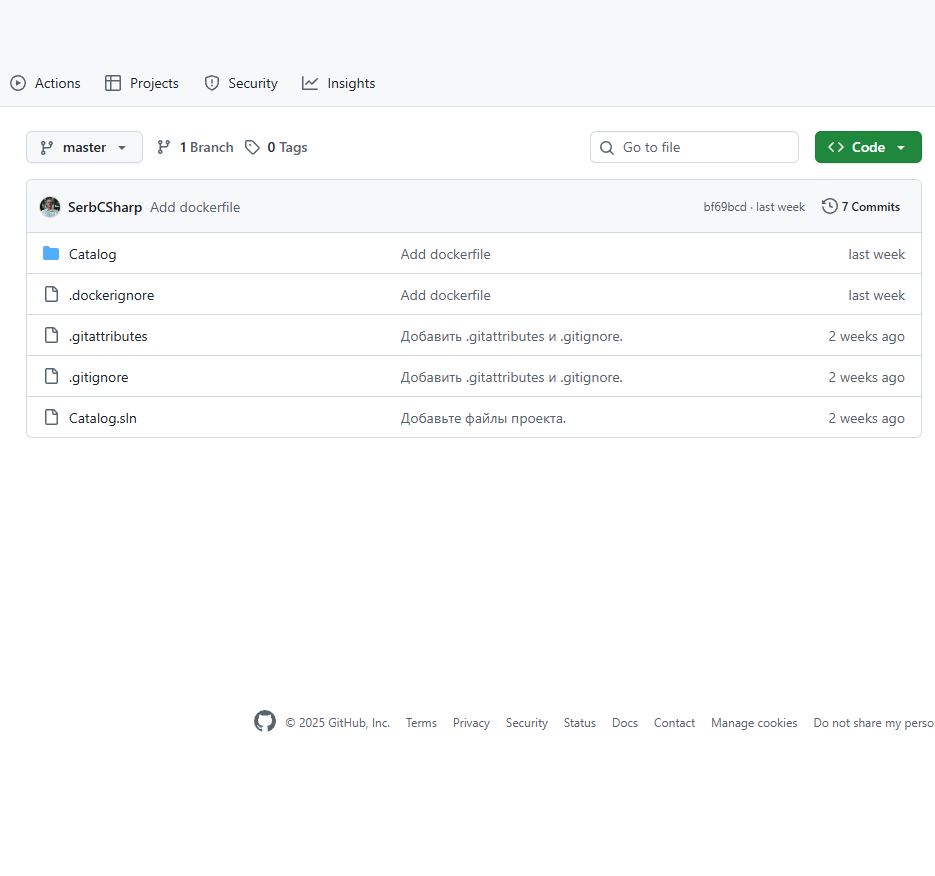 Actions Projects Security Insights
master 1 Branch 0 Tags Go to file Code
SerbCSharp Add dockerfile bf69bcd · last week 7 Commits
Catalog Add dockerfile last week
.dockerignore Add dockerfile last week
.gitattributes Добавить .gitattributes и .gitignore. 2 weeks ago
.gitignore Добавить .gitattributes и .gitignore. 2 weeks ago
Catalog.sln Добавьте файлы проекта. 2 weeks ago
© 2025 GitHub, Inc. Terms Privacy Security Status Docs Contact Manage cookies Do not share my perso